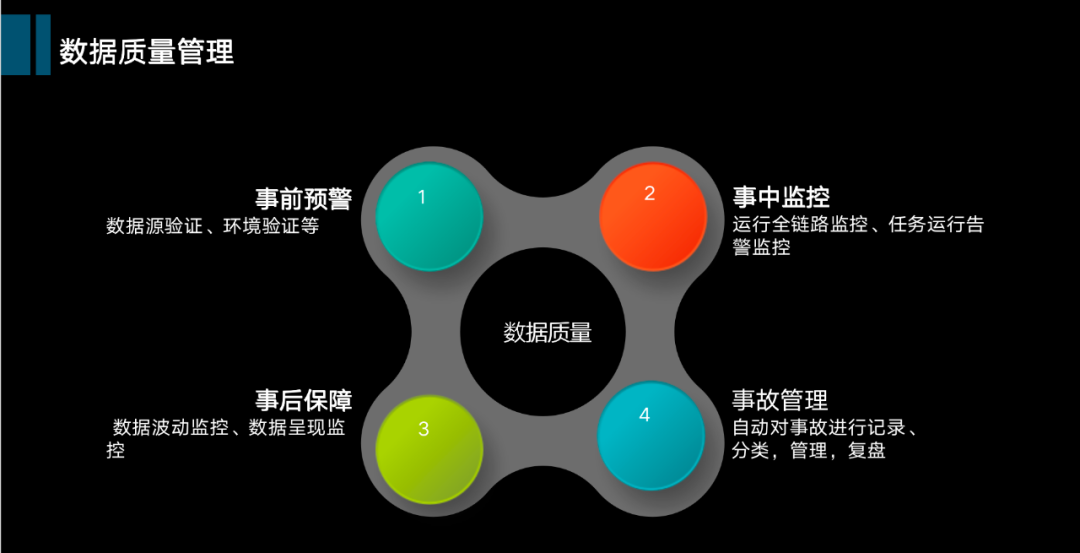 数据质量管理
事前预警
数据源验证、环境验证等
1
2
事中监控
运行全链路监控、任务运行告
警监控
数据质量
事后保障
数据波动监控、数据呈现监
控
3
4
事故管理
自动对事故进行记录、
分类，管理，复盘